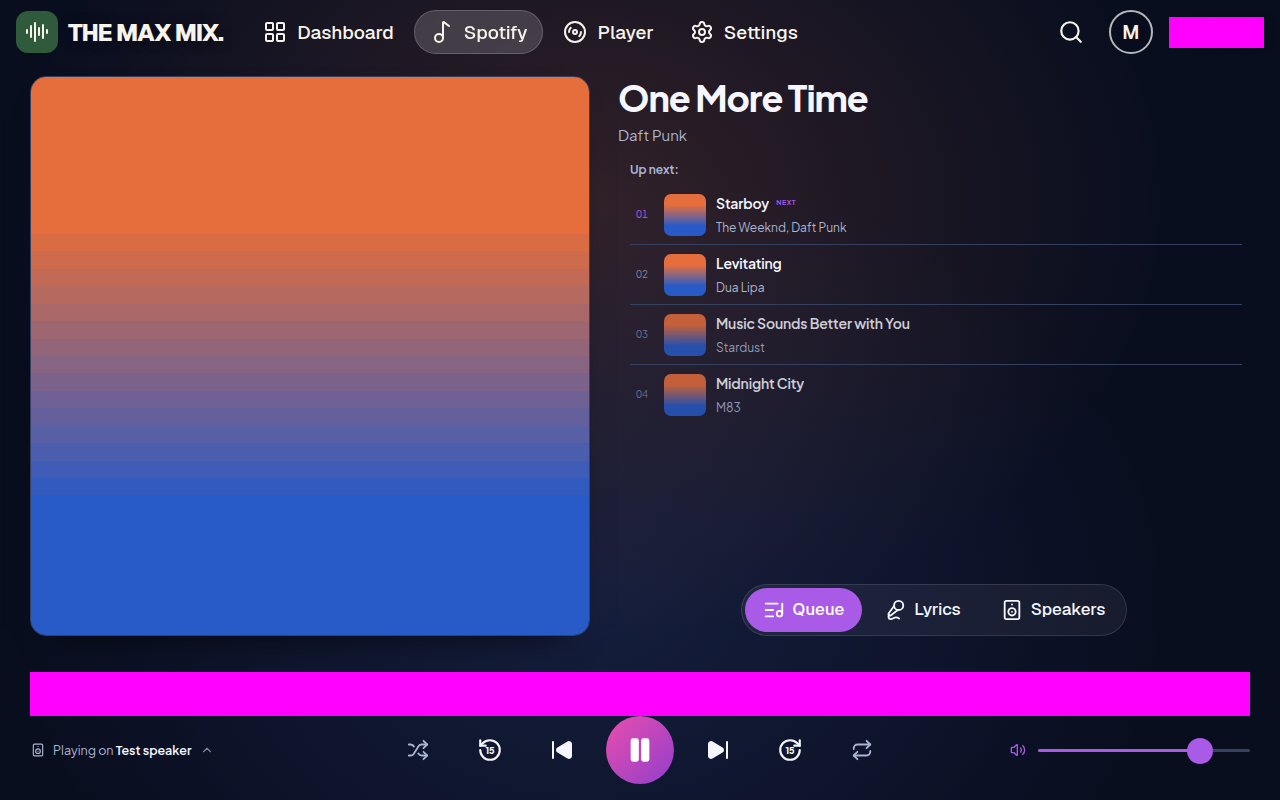 THE MAX MIX.
Dashboard
Spotify
Player
Settings
M
One More Time
Daft Punk
Up next:
01
Starboy NEXT
The Weeknd, Daft Punk
02
Levitating
Dua Lipa
03
Music Sounds Better with You
Stardust
04
Midnight City
M83
Queue
Lyrics
Speakers
Playing on Test speaker
15
15